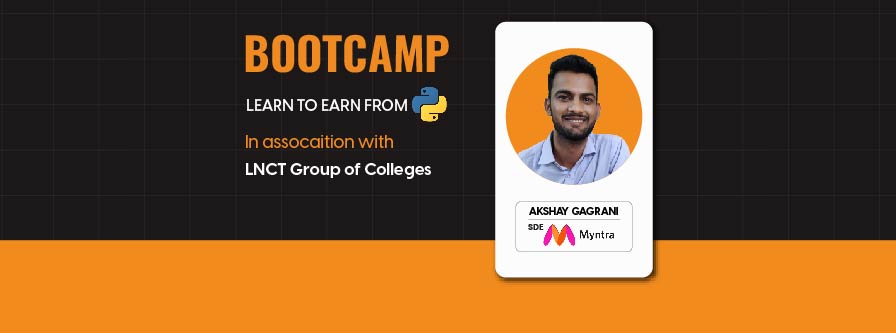 BOOTCAMP
LEARN TO EARN FROM
In assocaition with
LNCT Group of Colleges
AKSHAY GAGRANI
SDE Myntra